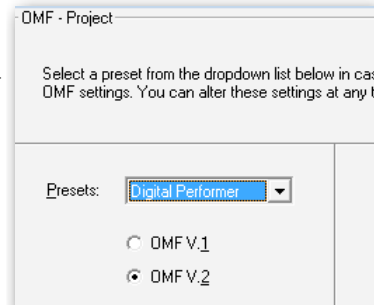 OMF - Project
Select a preset from the dropdown list below in cas
OMF settings. You can alter these settings at any t
Presets:
Digital Performer
OMF V.1
OMF V.2